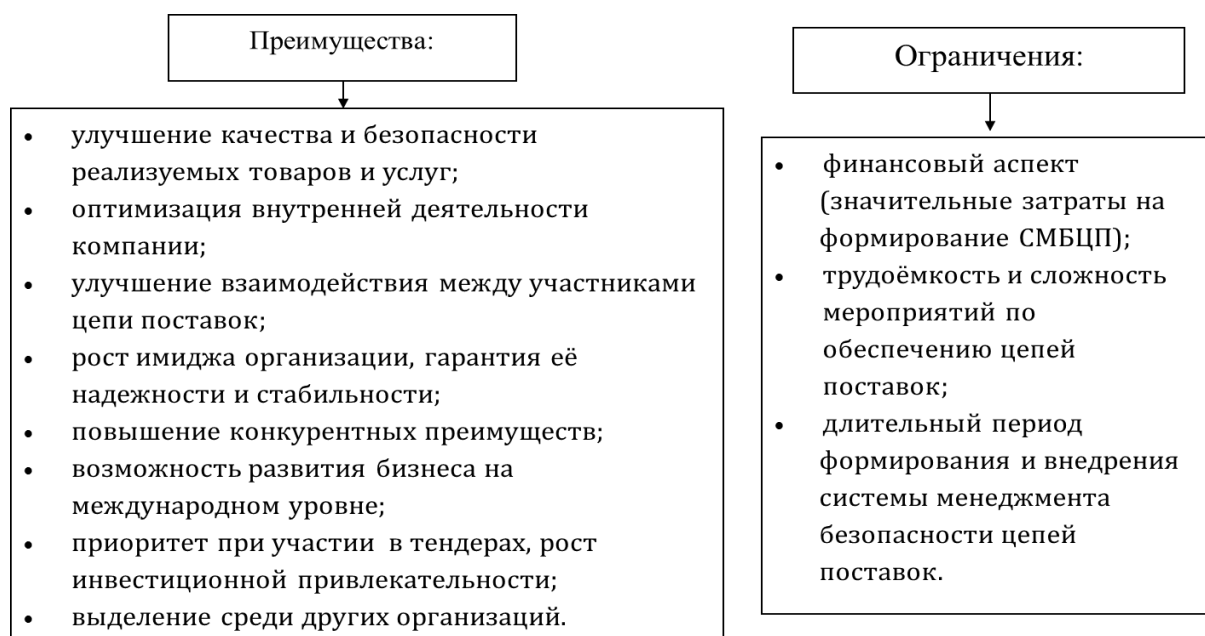 Преимущества:
• улучшение качества и безопасности
реализуемых товаров и услуг;
• оптимизация внутренней деятельности
компании;
• улучшение взаимодействия между участниками
цепи поставок;
• рост имиджа организации, гарантия её
надежности и стабильности;
• повышение конкурентных преимуществ;
• возможность развития бизнеса на
международном уровне;
• приоритет при участии в тендерах, рост
инвестиционной привлекательности;
• выделение среди других организаций.
Ограничения:
• финансовый аспект
(значительные затраты на
формирование СМБЦП);
• трудоёмкость и сложность
мероприятий по
обеспечению цепей
поставок;
• длительный период
формирования и внедрения
системы менеджмента
безопасности цепей
поставок.